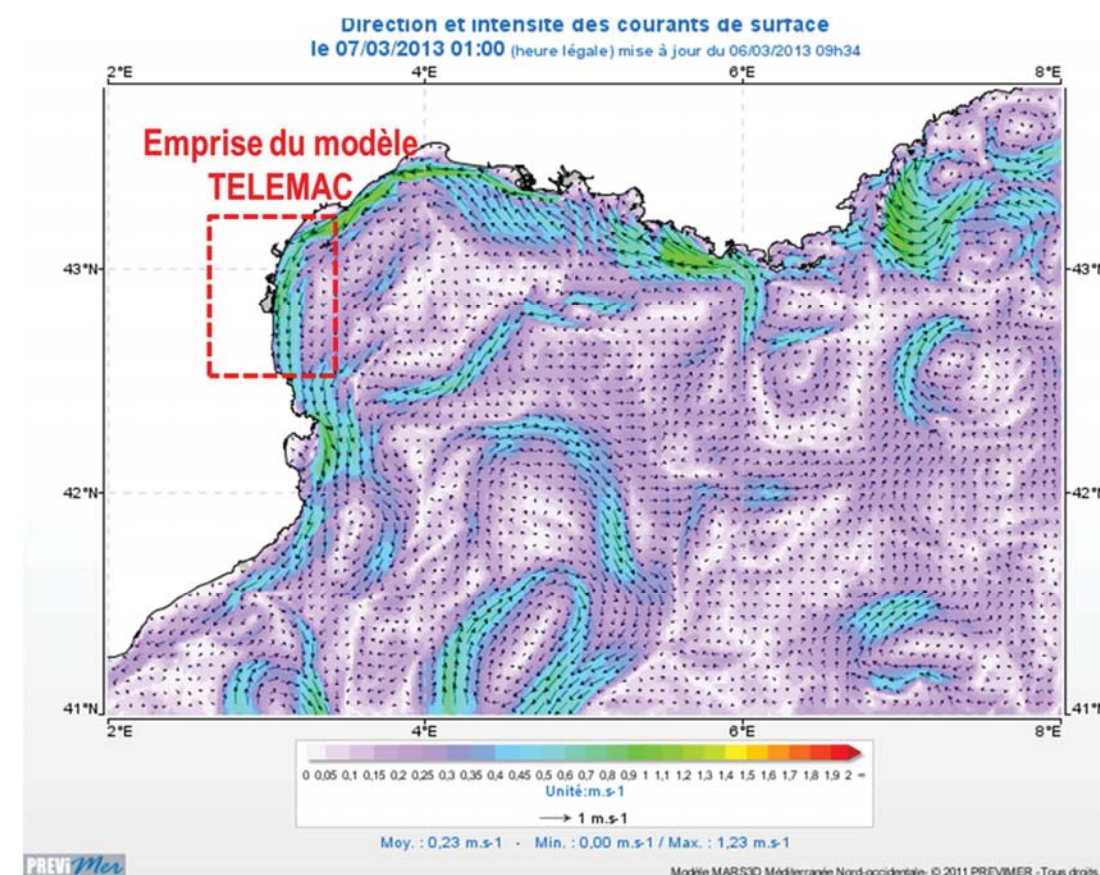 Direction et intensité des courants de surface
le 07/03/2013 01:00 (heure légale) mise à jour du 06/03/2013 09h34
2°E 4°E 6°E 8°E
Emprise du modèle
TELEMAC
43°N 43°N
42°N 42°N
41°N 41°N
2°E 4°E 6°E 8°E
0 0,05 0,1 0,15 0,2 0,25 0,3 0,35 0,4 0,45 0,5 0,6 0,7 0,8 0,9 1 1,1 1,2 1,3 1,4 1,5 1,6 1,7 1,8 1,9 2 ∞
Unité:m.s-1
→ 1 m.s-1
Moy. : 0,23 m.s-1 - Min. : 0,00 m.s-1 / Max. : 1,23 m.s-1
PREViMer
Modèle MARS3D Méditerranée Nord-occidentale- © 2011 PREVIMER - Tous droits